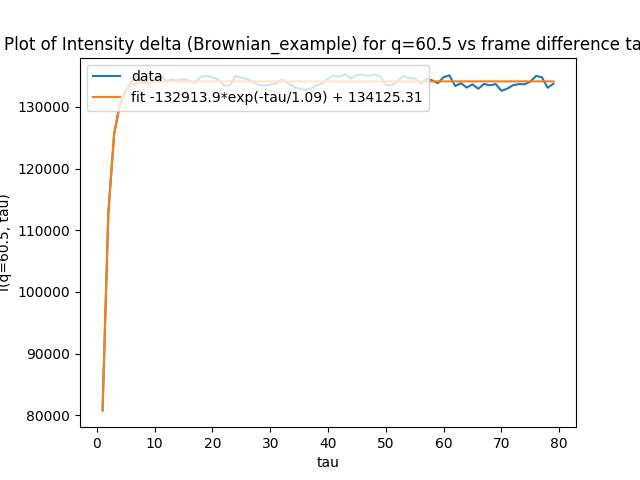 Plot of Intensity delta (Brownian_example) for q=60.5 vs frame difference ta
data
fit -132913.9*exp(-tau/1.09) + 134125.31
I(q=60.5, tau)
130000
120000
110000
100000
90000
80000
0 10 20 30 40 50 60 70 80
tau